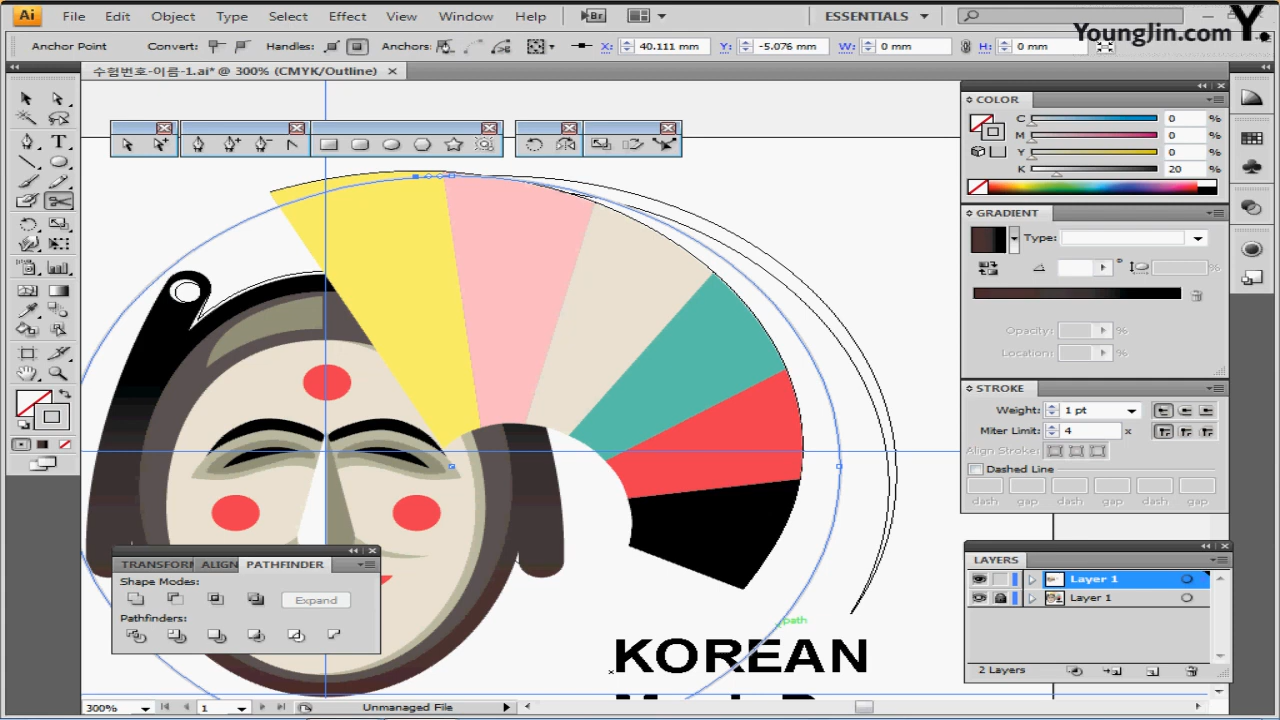 Ai File Edit Object Type Select Effect View Window Help Br ESSENTIALS
YoungJin.com Y.
Anchor Point Convert: Handles: Anchors: X: 40.111 mm Y: -5.076 mm W: 0 mm H: 0 mm
수험번호-이름-1.ai* @ 300% (CMYK/Outline)
COLOR
C 0 %
M 0 %
Y 0 %
K 20 %
GRADIENT
Type:
%
Opacity: %
Location: %
STROKE
Weight: 1 pt
Miter Limit: 4 x
Align Stroke:
Dashed Line
dash gap dash gap dash gap
LAYERS
Layer 1
Layer 1
2 Layers
TRANSFORM ALIGN PATHFINDER
Shape Modes:
Expand
Pathfinders:
path
KOREAN
300% 1 Unmanaged File